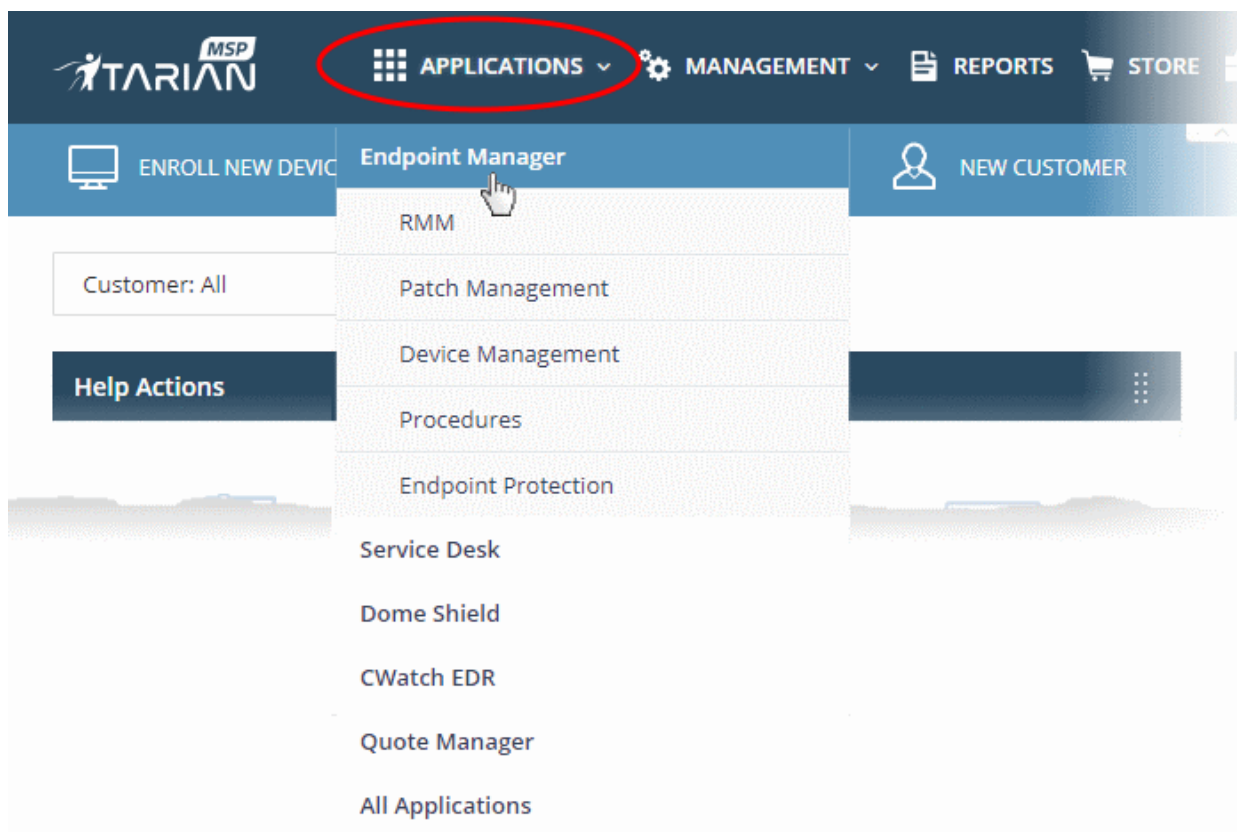 MSP
ITARIAN
APPLICATIONS
MANAGEMENT
REPORTS
STORE
ENROLL NEW DEVIC
Endpoint Manager
NEW CUSTOMER
RMM
Customer: All
Patch Management
Device Management
Help Actions
Procedures
Endpoint Protection
Service Desk
Dome Shield
CWatch EDR
Quote Manager
All Applications